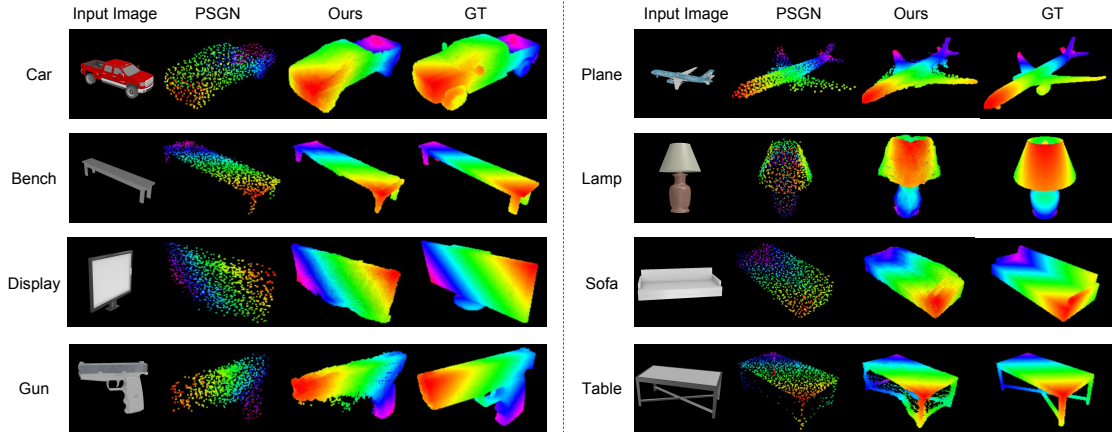 Input Image PSGN Ours GT
Car
Bench
Display
Gun
Input Image PSGN Ours GT
Plane
Lamp
Sofa
Table